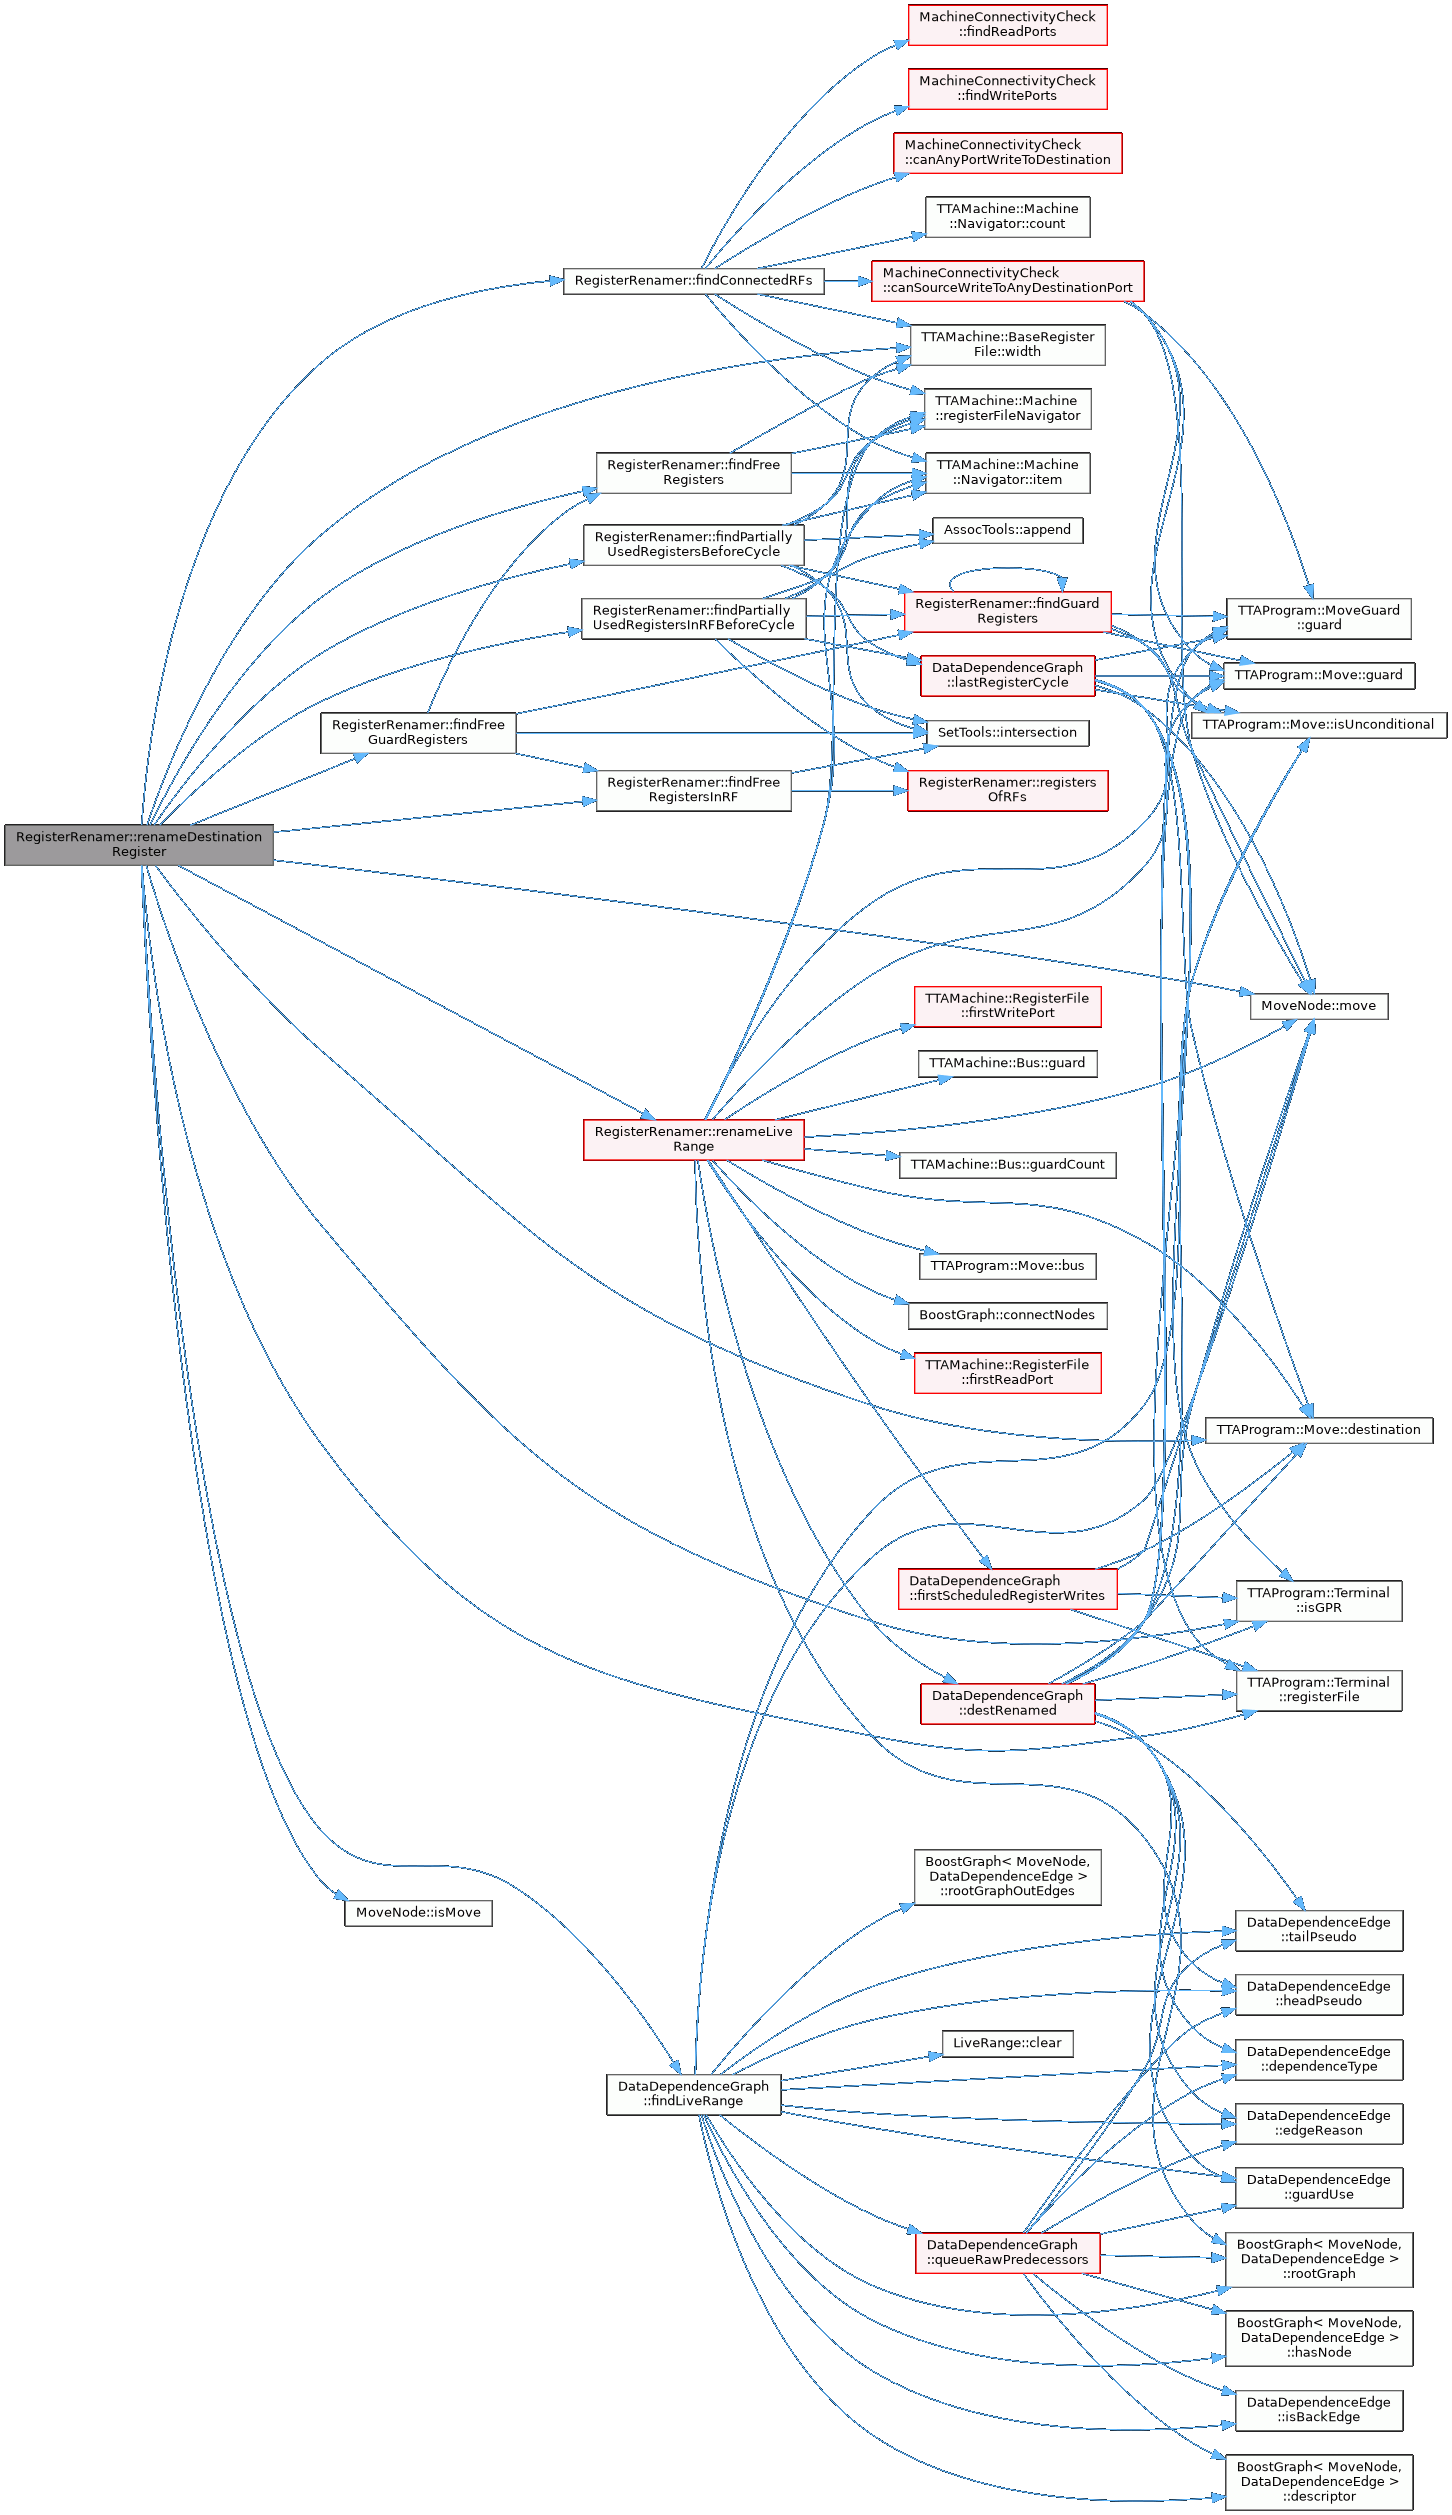 MachineConnectivityCheck
::findReadPorts
MachineConnectivityCheck
::findWritePorts
MachineConnectivityCheck
::canAnyPortWriteToDestination
TTAMachine::Machine
::Navigator::count
RegisterRenamer::findConnectedRFs
MachineConnectivityCheck
::canSourceWriteToAnyDestinationPort
TTAMachine::BaseRegister
File::width
TTAMachine::Machine
::registerFileNavigator
RegisterRenamer::findFree
Registers
TTAMachine::Machine
::Navigator::item
RegisterRenamer::findPartially
UsedRegistersBeforeCycle
AssocTools::append
RegisterRenamer::findPartially
UsedRegistersInRFBeforeCycle
RegisterRenamer::findGuard
Registers
TTAProgram::MoveGuard
::guard
DataDependenceGraph
::lastRegisterCycle
TTAProgram::Move::guard
RegisterRenamer::findFree
GuardRegisters
SetTools::intersection
TTAProgram::Move::isUnconditional
RegisterRenamer::findFree
RegistersInRF
RegisterRenamer::registers
OfRFs
RegisterRenamer::renameDestination
Register
TTAMachine::RegisterFile
::firstWritePort
MoveNode::move
TTAMachine::Bus::guard
RegisterRenamer::renameLive
Range
TTAMachine::Bus::guardCount
TTAProgram::Move::bus
BoostGraph::connectNodes
TTAMachine::RegisterFile
::firstReadPort
TTAProgram::Move::destination
DataDependenceGraph
::firstScheduledRegisterWrites
TTAProgram::Terminal
::isGPR
DataDependenceGraph
::destRenamed
TTAProgram::Terminal
::registerFile
BoostGraph< MoveNode,
DataDependenceEdge >
::rootGraphOutEdges
MoveNode::isMove
DataDependenceEdge
::tailPseudo
DataDependenceEdge
::headPseudo
LiveRange::clear
DataDependenceEdge
::dependenceType
DataDependenceGraph
::findLiveRange
DataDependenceEdge
::edgeReason
DataDependenceEdge
::guardUse
DataDependenceGraph
::queueRawPredecessors
BoostGraph< MoveNode,
DataDependenceEdge >
::rootGraph
BoostGraph< MoveNode,
DataDependenceEdge >
::hasNode
DataDependenceEdge
::isBackEdge
BoostGraph< MoveNode,
DataDependenceEdge >
::descriptor